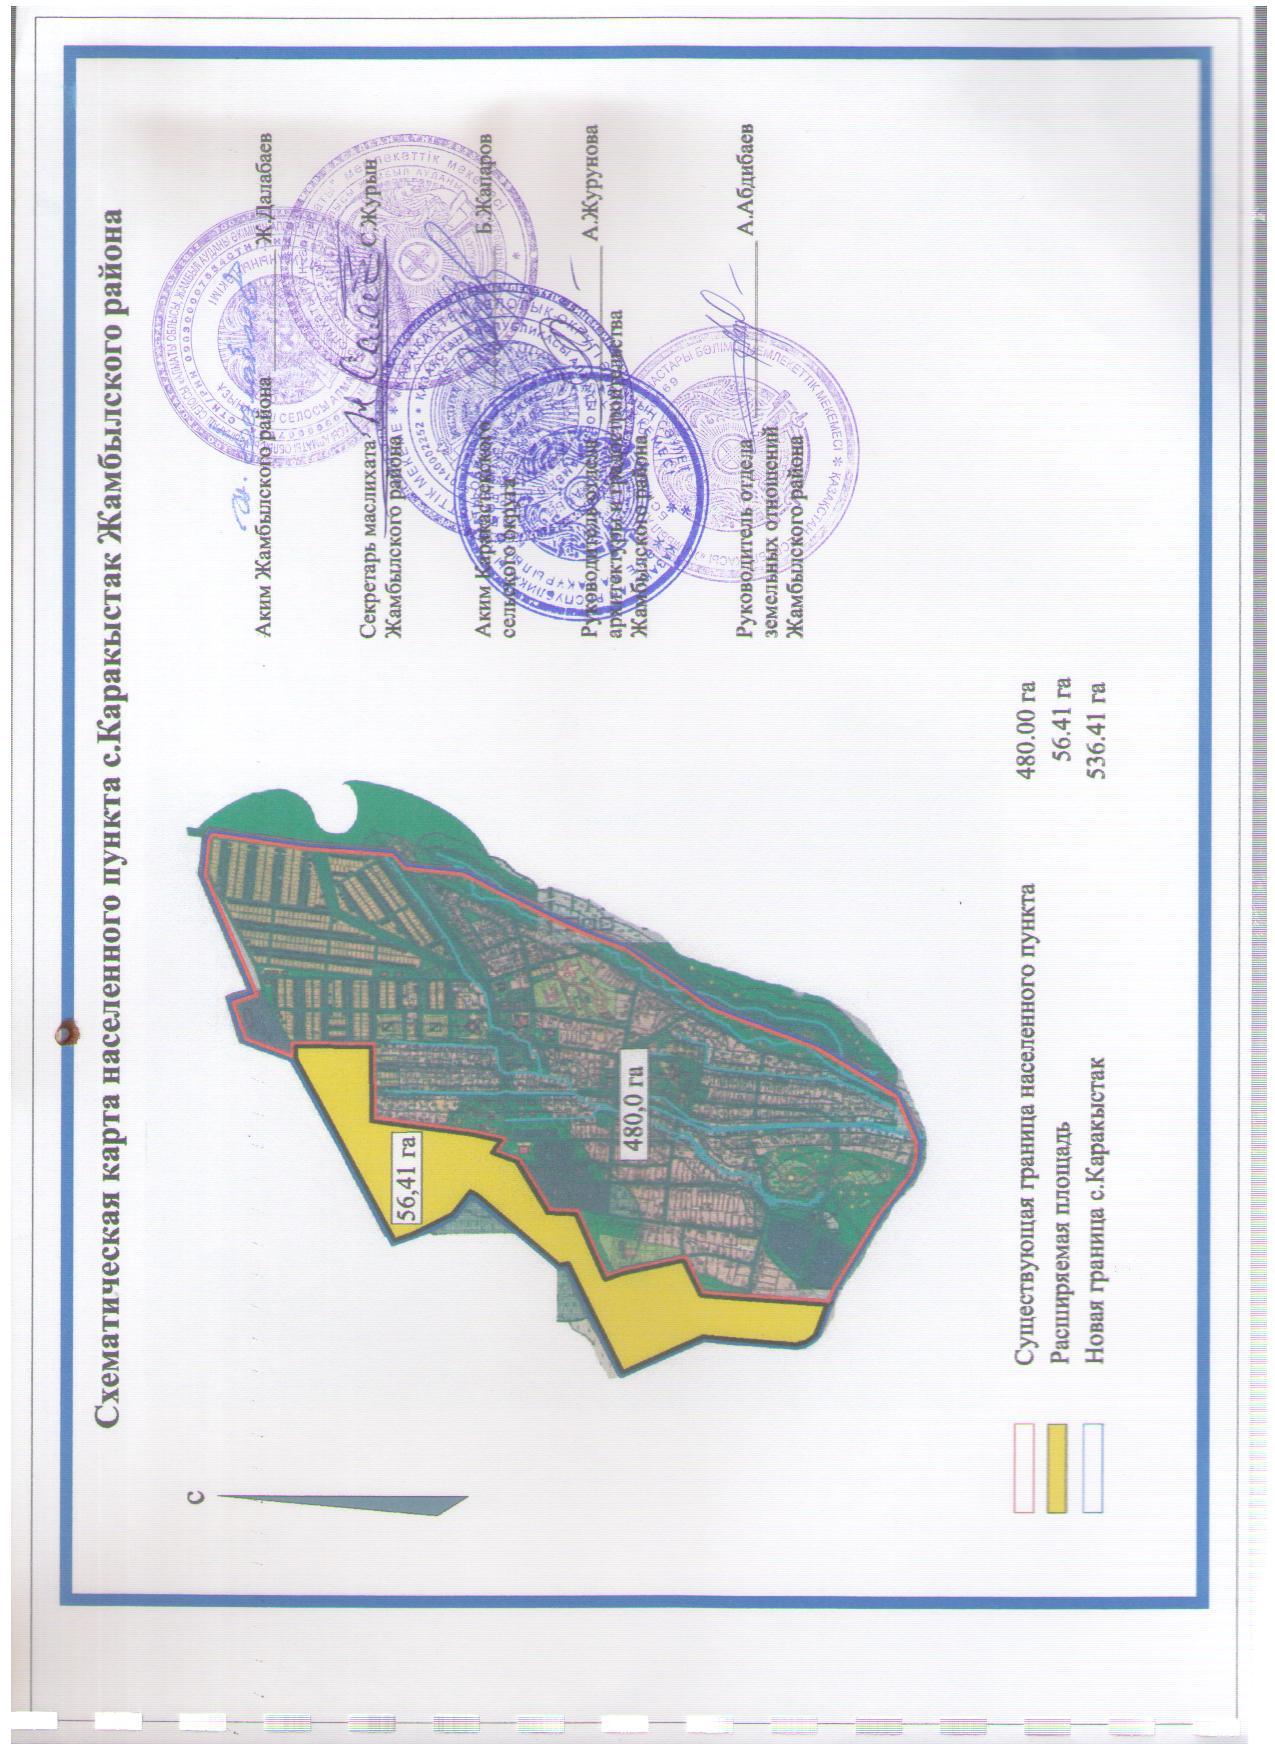 Схематическая карта населенного пункта с.Каракыстак Жамбылского района
С
56,41 га
480,0 га
Аким Жамбылского района Ж.Далабаев
Секретарь маслихата С.Журын
Жамбылского района
Аким Каракастекского Б.Жапаров
сельского округа
Руководитель отдела А.Журунова
архитектуры и градостроительства
Жамбылского района
Руководитель отдела А.Абдибаев
земельных отношений
Жамбылского района
Существующая граница населенного пункта 480.00 га
Расширяемая площадь 56.41 га
Новая граница с.Каракыстак 536.41 га